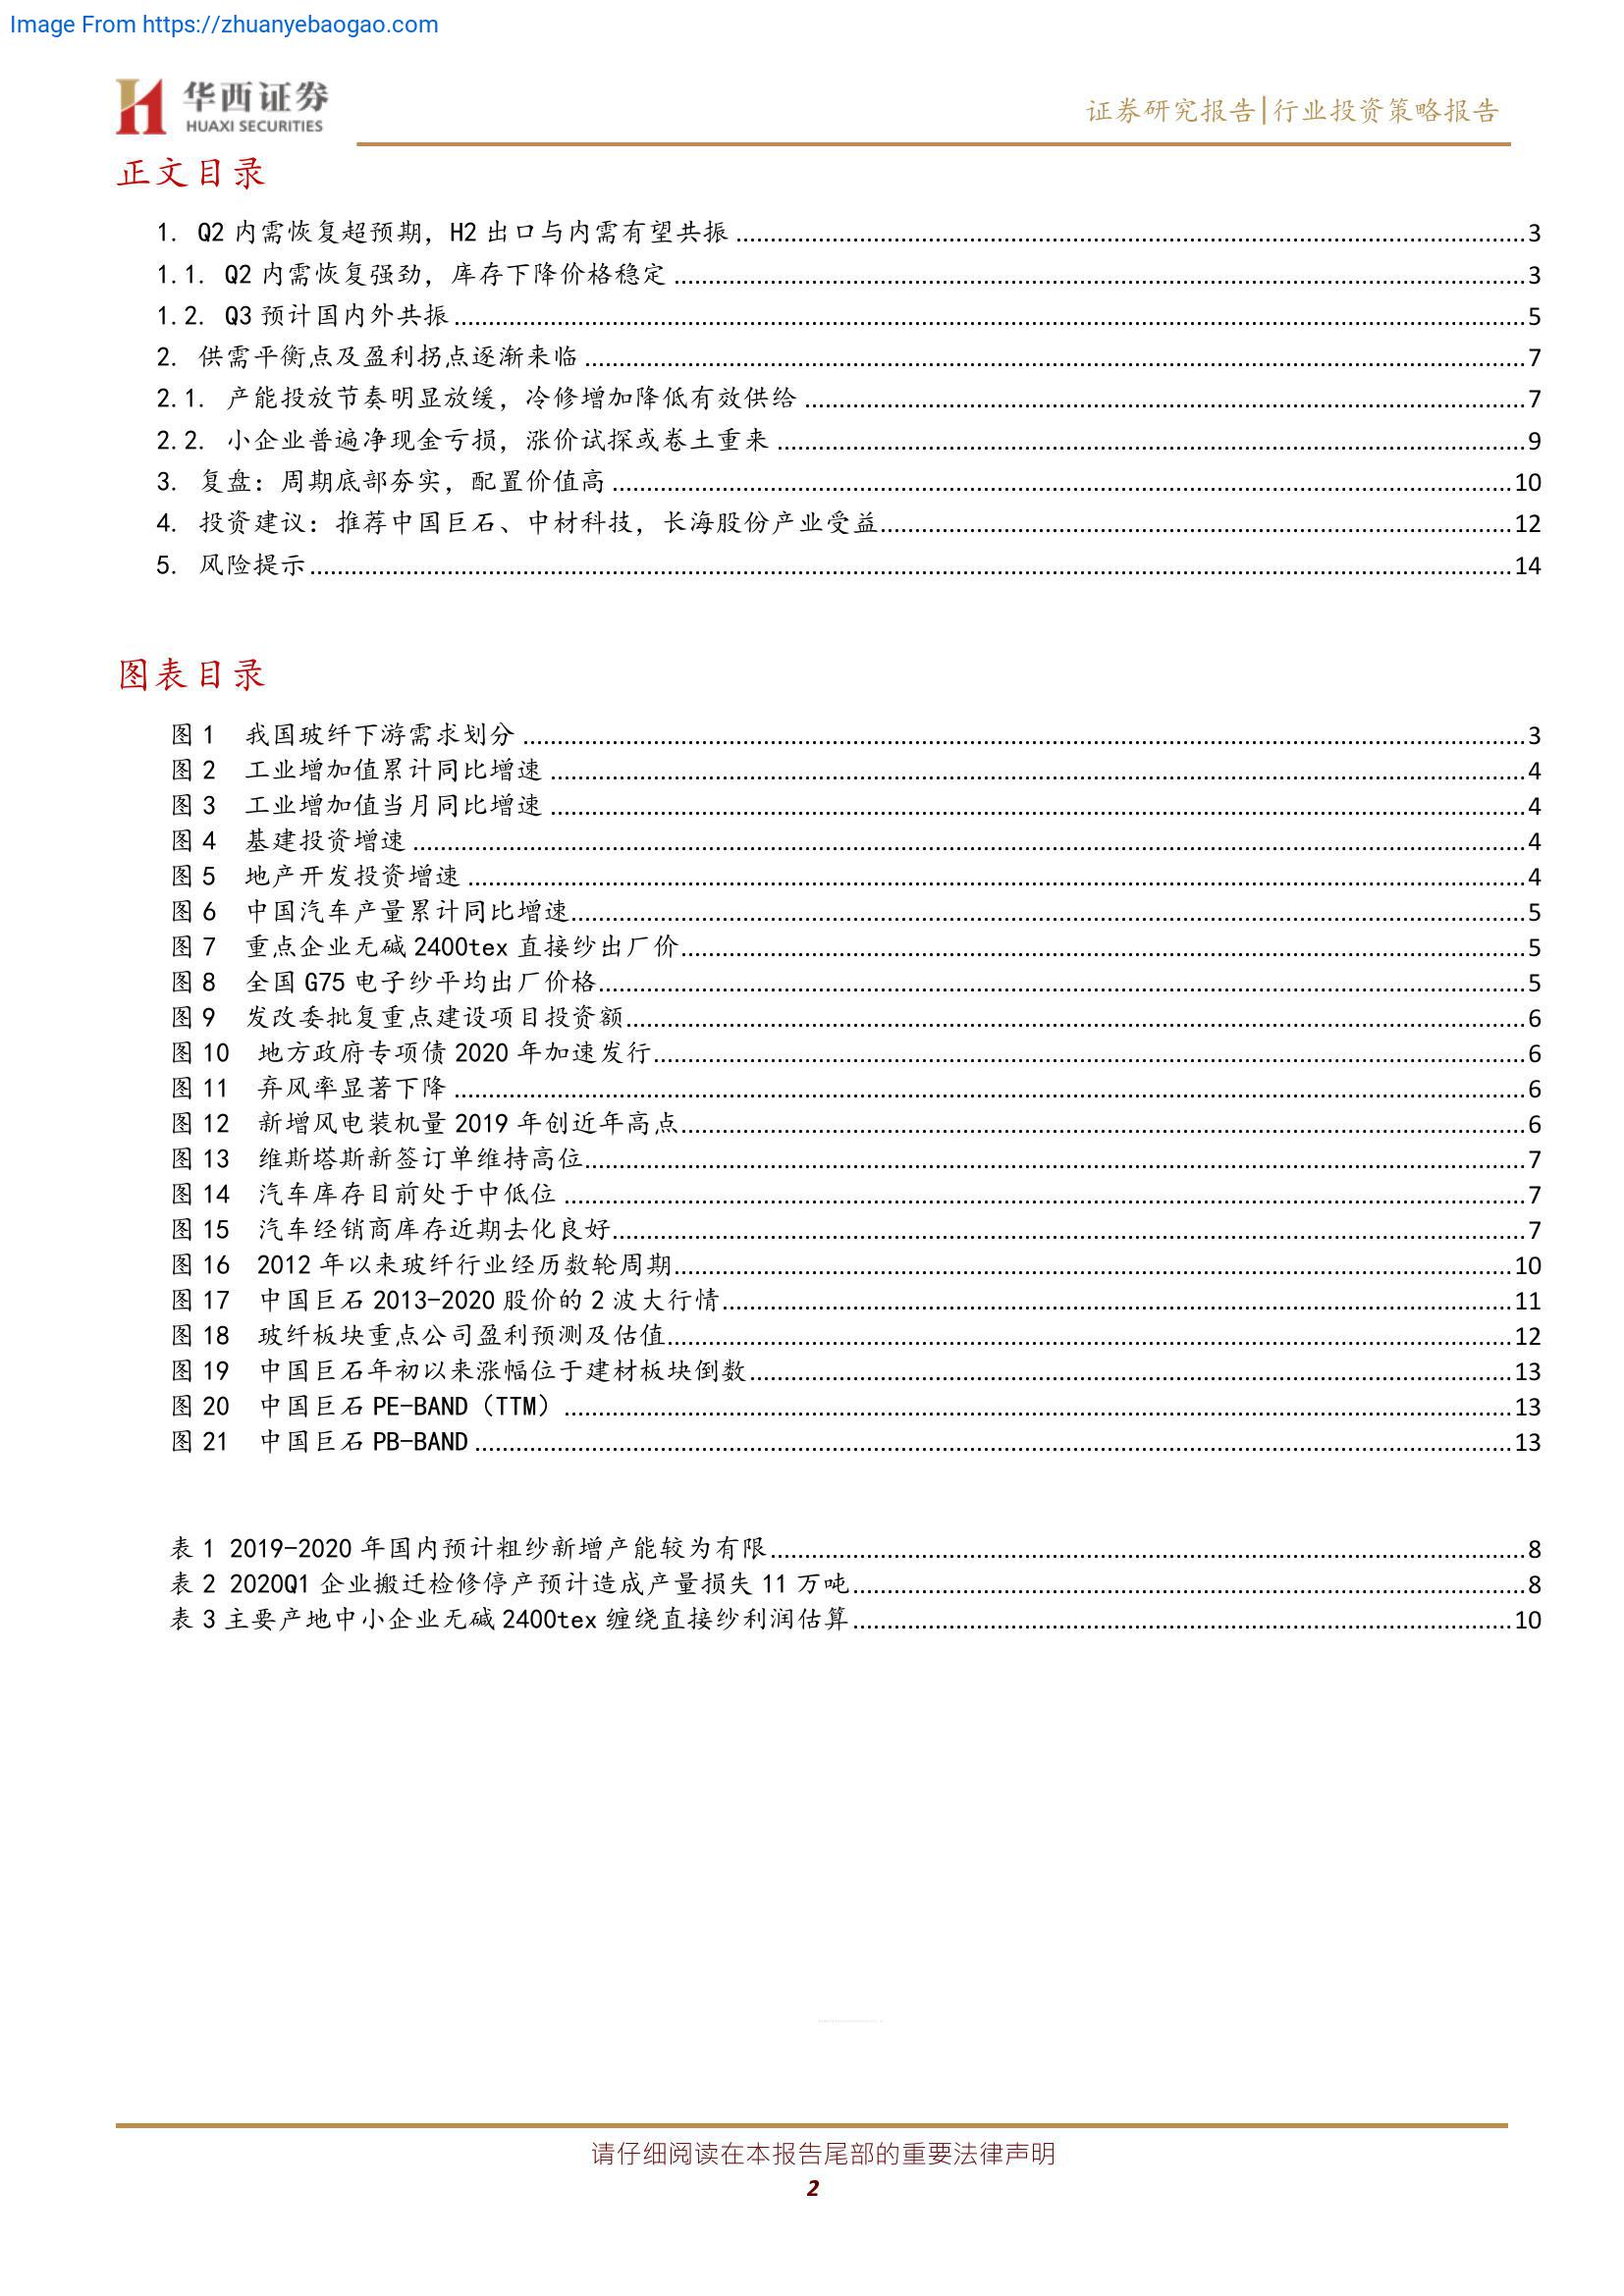 Image From https://zhuanyebaogao.com
华西证券
HUAXI SECURITIES
证券研究报告|行业投资策略报告
正文目录
1. Q2 内需恢复超预期，H2 出口与内需有望共振 3
1.1. Q2 内需恢复强劲，库存下降价格稳定 3
1.2. Q3 预计国内外共振 5
2. 供需平衡点及盈利拐点逐渐来临 7
2.1. 产能投放节奏明显放缓，冷修增加降低有效供给 7
2.2. 小企业普遍净现金亏损，涨价试探或卷土重来 9
3. 复盘：周期底部夯实，配置价值高 10
4. 投资建议：推荐中国巨石、中材科技，长海股份产业受益 12
5. 风险提示 14
图表目录
图 1 我国玻纤下游需求划分 3
图 2 工业增加值累计同比增速 4
图 3 工业增加值当月同比增速 4
图 4 基建投资增速 4
图 5 地产开发投资增速 4
图 6 中国汽车产量累计同比增速 5
图 7 重点企业无碱 2400tex 直接纱出厂价 5
图 8 全国 G75 电子纱平均出厂价格 5
图 9 发改委批复重点建设项目投资额 6
图 10 地方政府专项债 2020 年加速发行 6
图 11 弃风率显著下降 6
图 12 新增风电装机量 2019 年创近年高点 6
图 13 维斯塔斯新签订单维持高位 7
图 14 汽车库存目前处于中低位 7
图 15 汽车经销商库存近期去化良好 7
图 16 2012 年以来玻纤行业经历数轮周期 10
图 17 中国巨石 2013-2020 股价的 2 波大行情 11
图 18 玻纤板块重点公司盈利预测及估值 12
图 19 中国巨石年初以来涨幅位于建材板块倒数 13
图 20 中国巨石 PE-BAND（TTM） 13
图 21 中国巨石 PB-BAND 13
表 1 2019-2020 年国内预计粗纱新增产能较为有限 8
表 2 2020Q1 企业搬迁检修停产预计造成产量损失 11 万吨 8
表 3 主要产地中小企业无碱 2400tex 缠绕直接纱利润估算 10
请仔细阅读在本报告尾部的重要法律声明
2